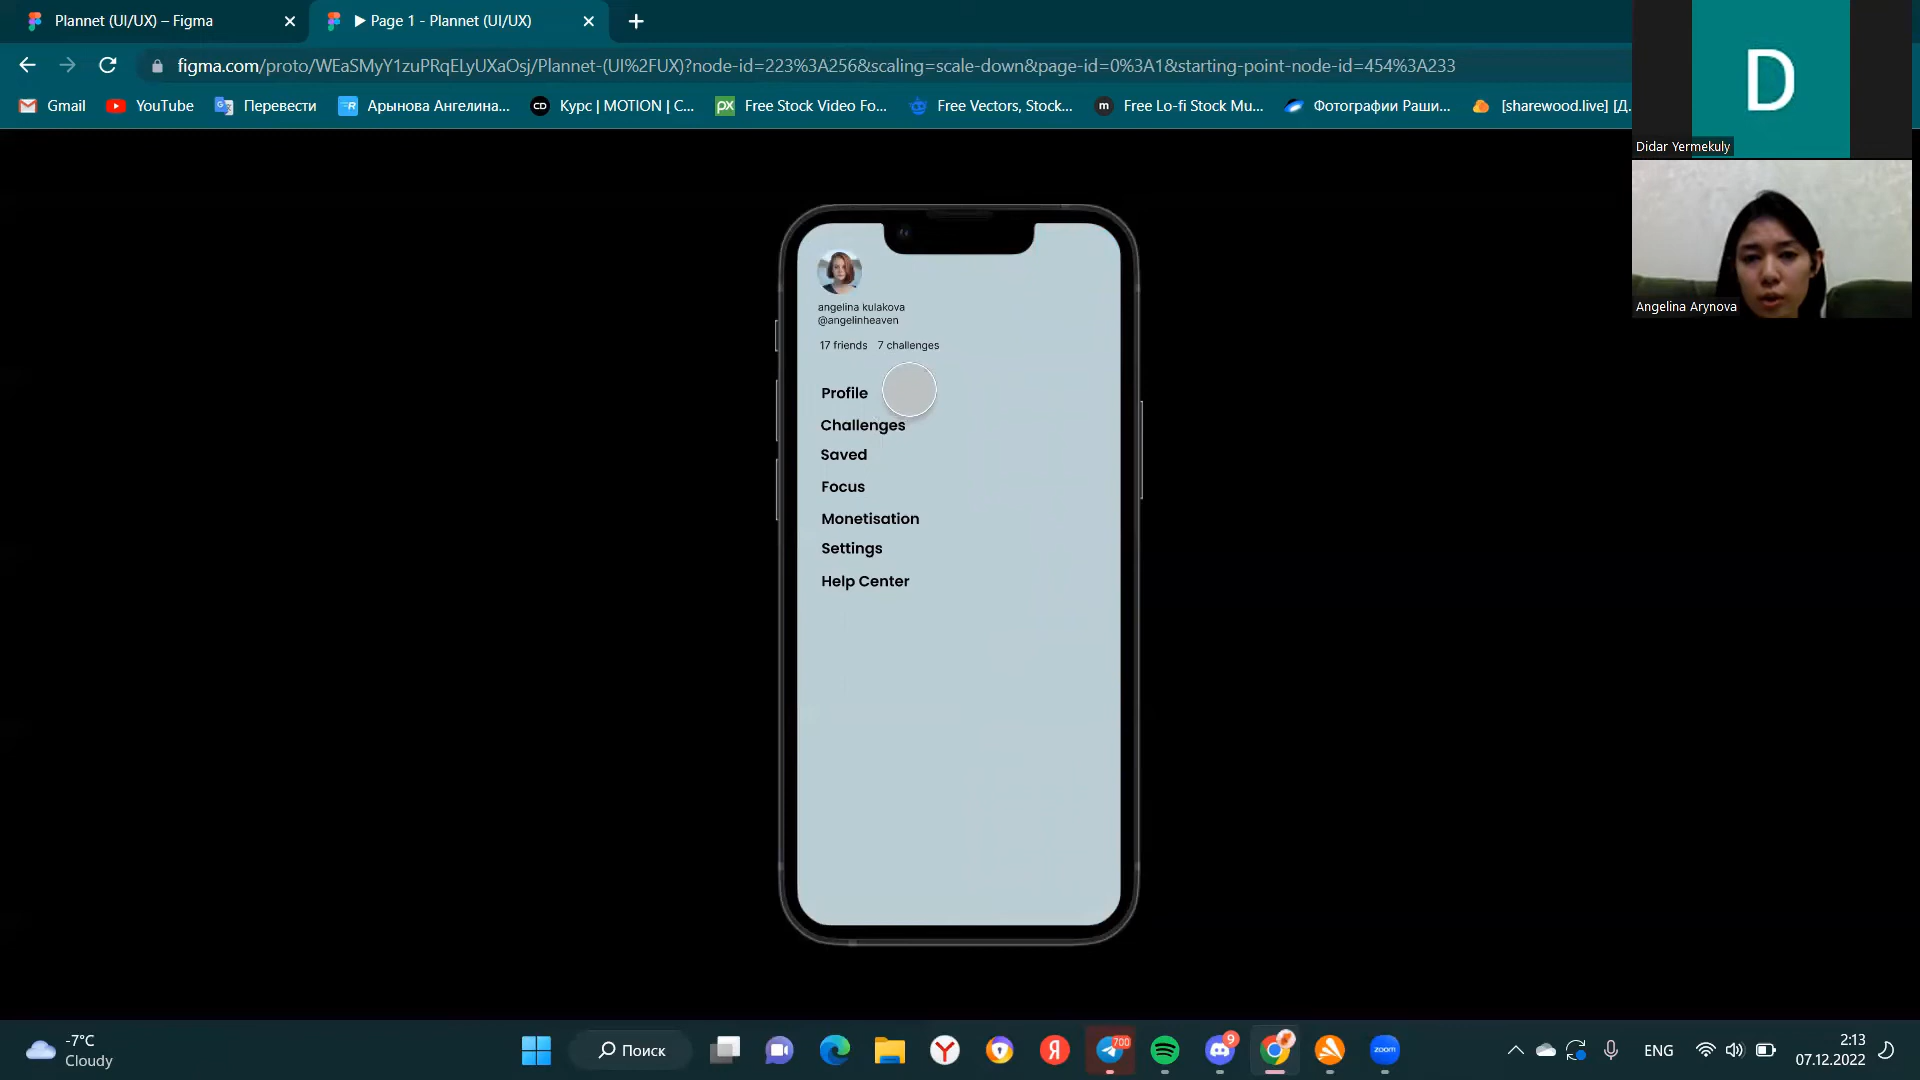 Plannet (UI/UX) – Figma
Page 1 - Plannet (UI/UX)
figma.com/proto/WEaSMyY1zuPRqELyUXaOsj/Plannet-(UI%2FUX)?node-id=223%3A256&scaling=scale-down&page-id=0%3A1&starting-point-node-id=454%3A233
Gmail
YouTube
Перевести
Арынова Ангелина...
Курс | MOTION | C...
Free Stock Video Fo...
Free Vectors, Stock...
Free Lo-fi Stock Mu...
Фотографии Раши...
[sharewood.live] [Д.
D
Didar Yermekuly
Angelina Arynova
angelina kulakova
@angelinheaven
17 friends 7 challenges
Profile
Challenges
Saved
Focus
Monetisation
Settings
Help Center
-7°C
Cloudy
Поиск
700
9
zoom
ENG
2:13
07.12.2022